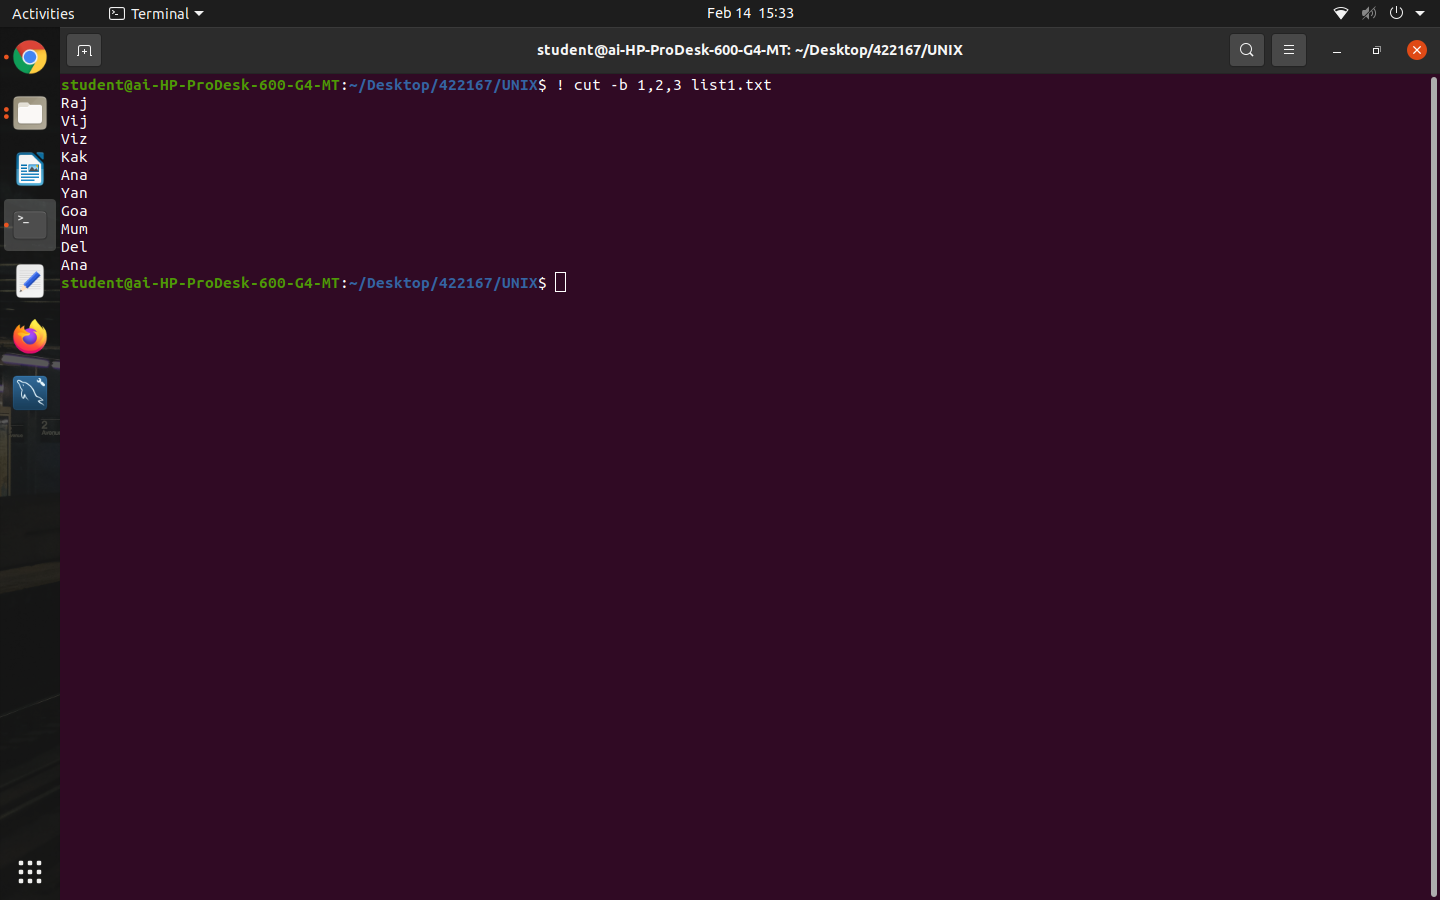 Activities
Terminal
Feb 14 15:33
student@ai-HP-ProDesk-600-G4-MT: ~/Desktop/422167/UNIX
student@ai-HP-ProDesk-600-G4-MT:~/Desktop/422167/UNIX$ ! cut -b 1,2,3 list1.txt
Raj
Vij
Viz
Kak
Ana
Yan
Goa
Mum
Del
Ana
student@ai-HP-ProDesk-600-G4-MT:~/Desktop/422167/UNIX$